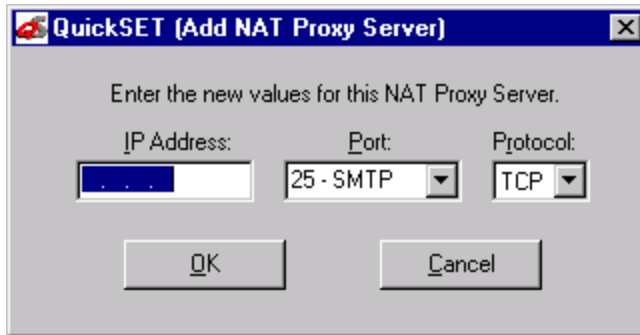 QuickSET (Add NAT Proxy Server)
Enter the new values for this NAT Proxy Server.
IP Address: Port: Protocol:
. . . 25 - SMTP TCP
OK Cancel